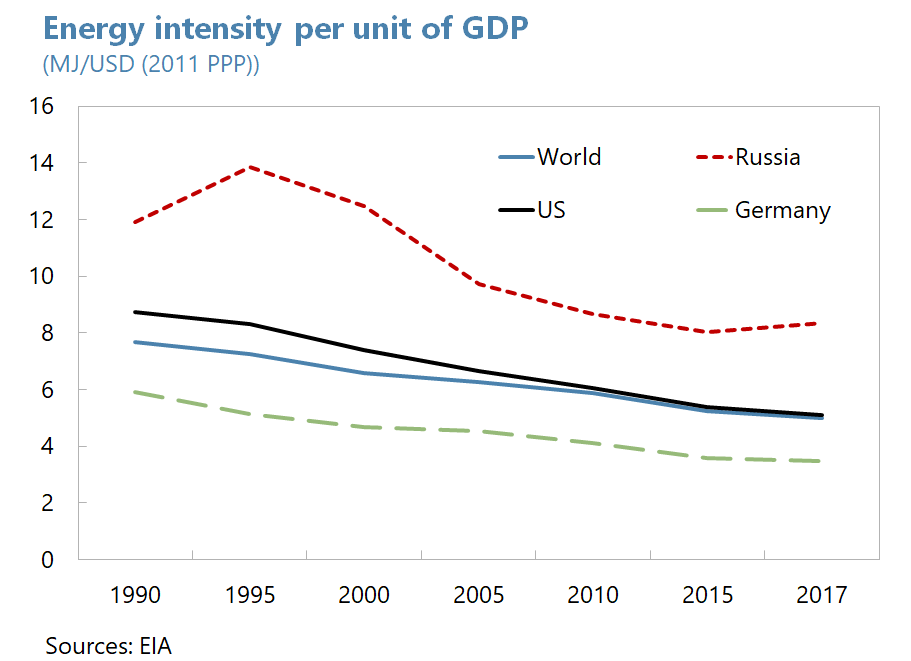 Energy intensity per unit of GDP
(MJ/USD (2011 PPP))
16
14
12
10
8
6
4
2
0
World
Russia
US
Germany
1990 1995 2000 2005 2010 2015 2017
Sources: EIA